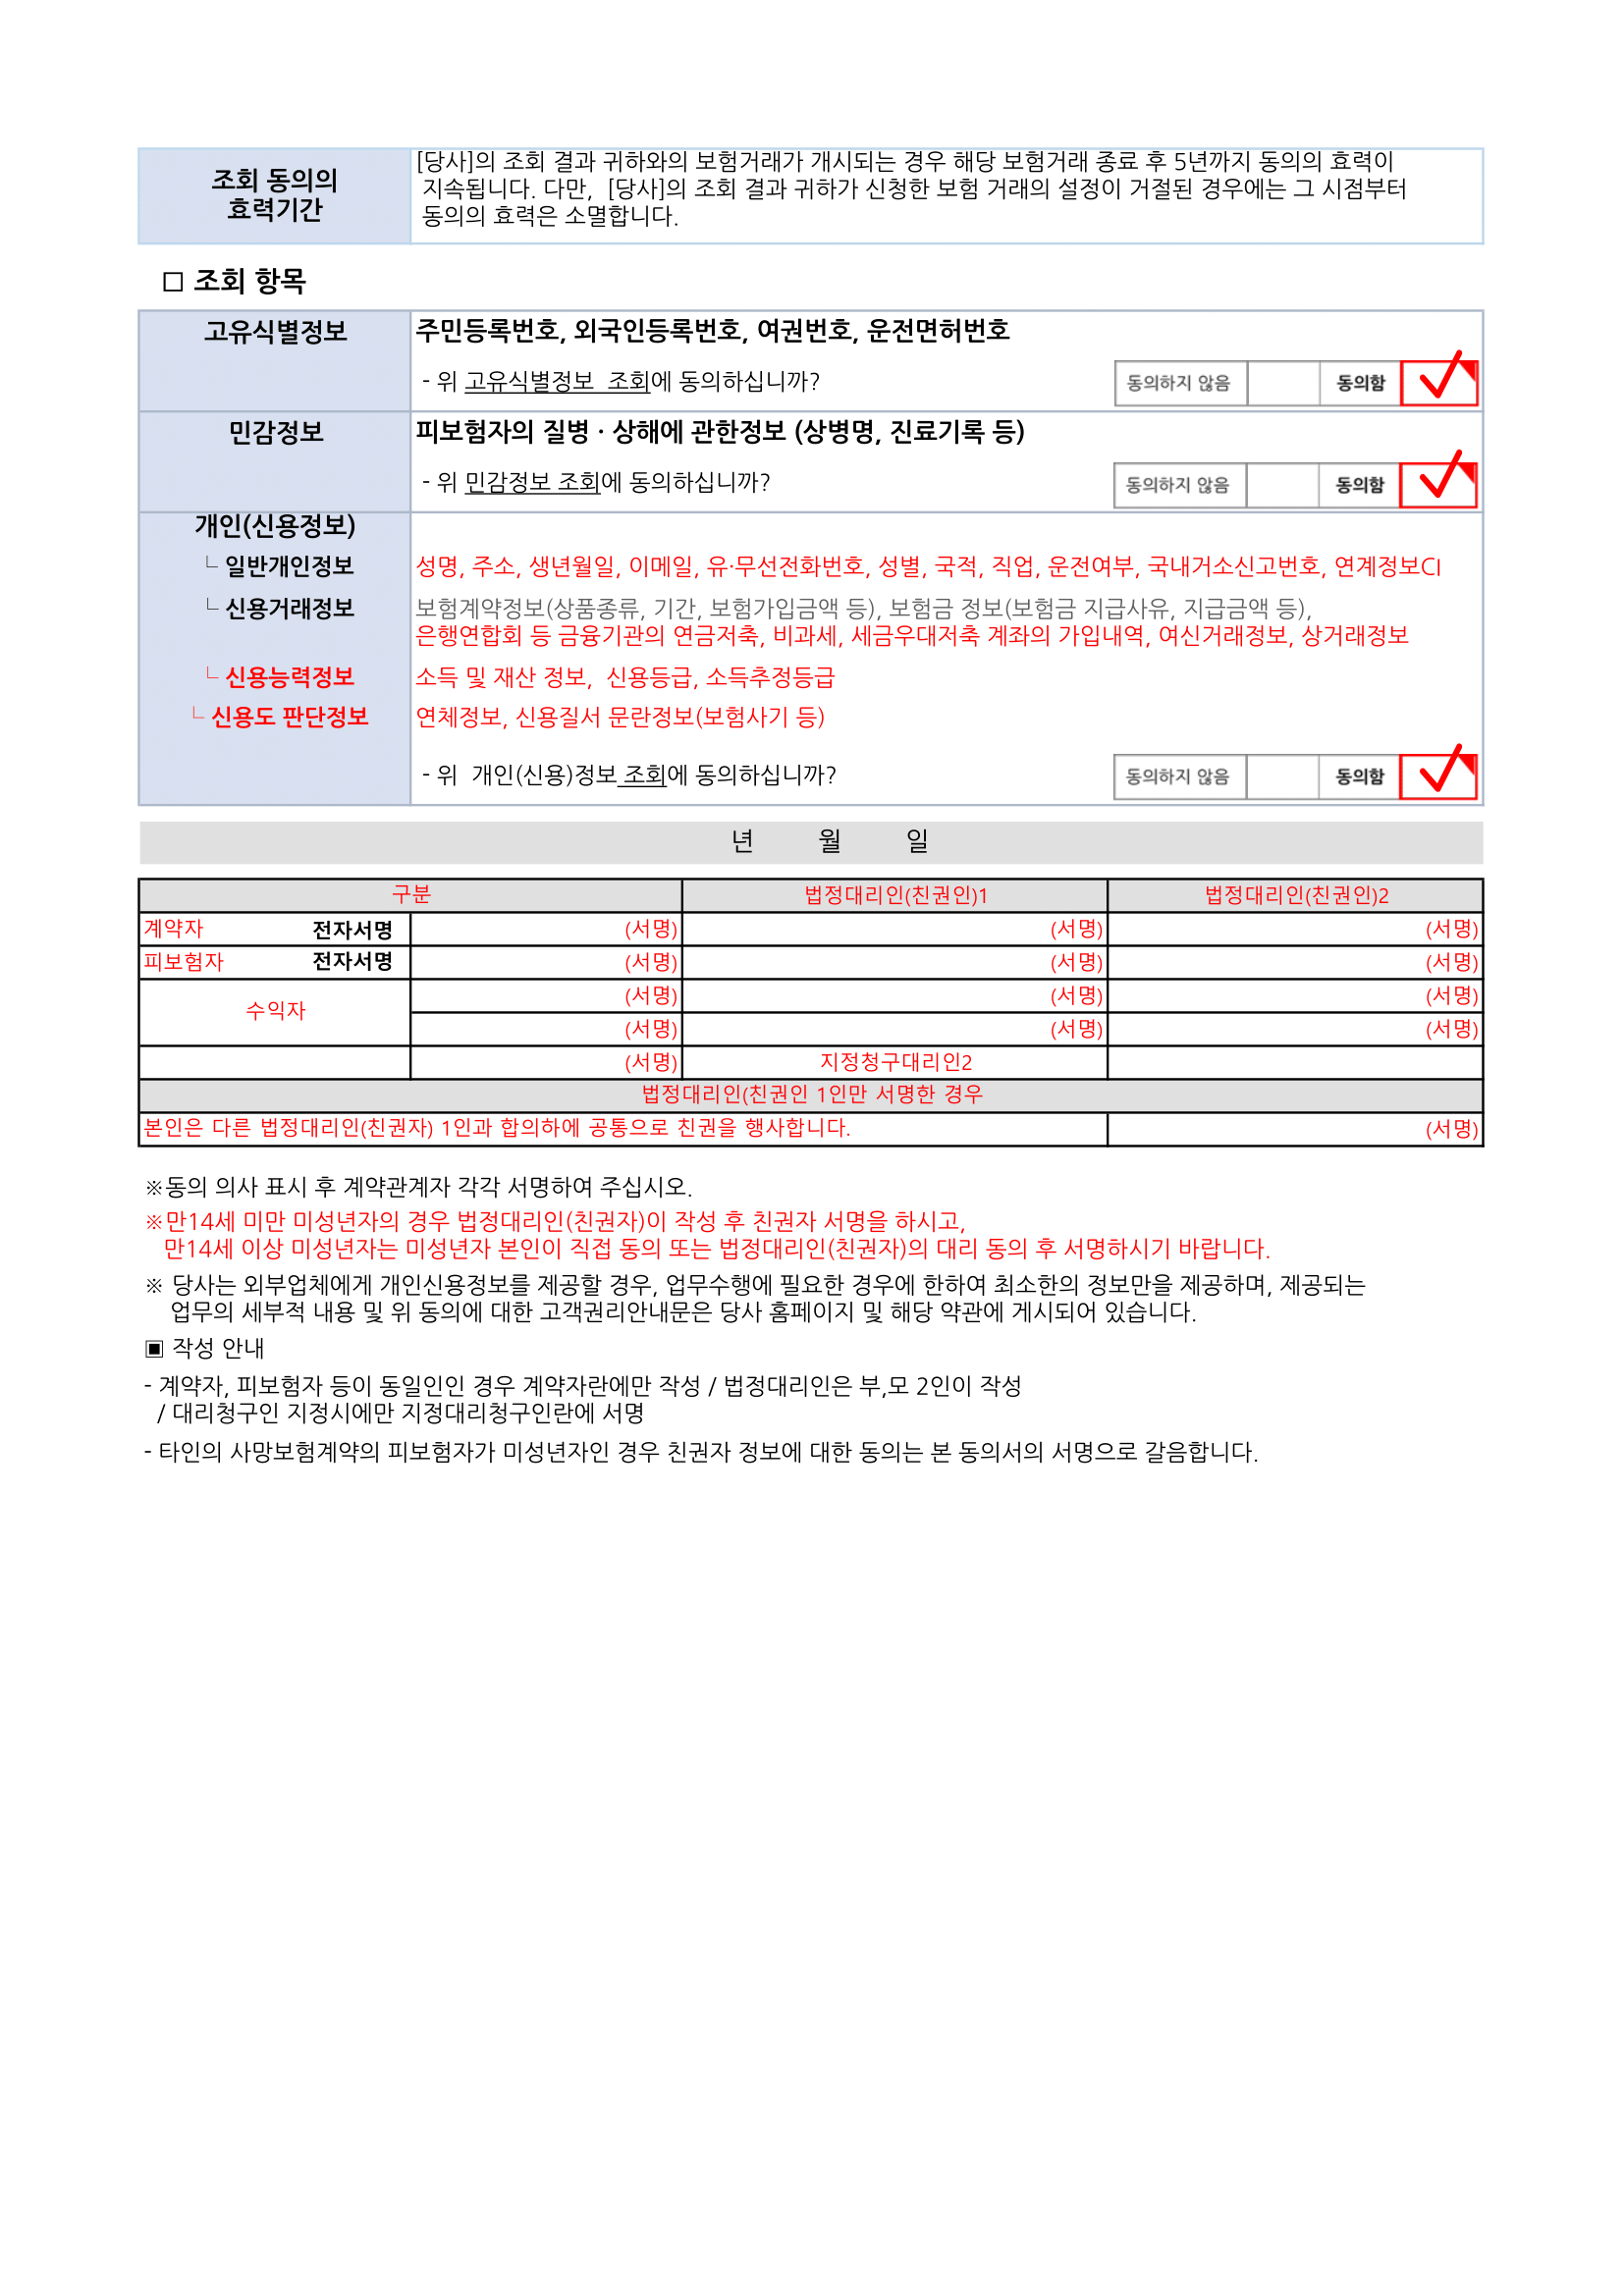 조회 동의의
효력기간
[당사]의 조회 결과 귀하와의 보험거래가 개시되는 경우 해당 보험거래 종료 후 5년까지 동의의 효력이
지속됩니다. 다만, [당사]의 조회 결과 귀하가 신청한 보험 거래의 설정이 거절된 경우에는 그 시점부터
동의의 효력은 소멸합니다.
□ 조회 항목
고유식별정보 주민등록번호, 외국인등록번호, 여권번호, 운전면허번호
- 위 고유식별정보 조회에 동의하십니까? 동의하지 않음 동의함
민감정보 피보험자의 질병 · 상해에 관한정보 (상병명, 진료기록 등)
- 위 민감정보 조회에 동의하십니까? 동의하지 않음 동의함
개인(신용정보)
└ 일반개인정보 성명, 주소, 생년월일, 이메일, 유·무선전화번호, 성별, 국적, 직업, 운전여부, 국내거소신고번호, 연계정보CI
└ 신용거래정보 보험계약정보(상품종류, 기간, 보험가입금액 등), 보험금 정보(보험금 지급사유, 지급금액 등),
은행연합회 등 금융기관의 연금저축, 비과세, 세금우대저축 계좌의 가입내역, 여신거래정보, 상거래정보
└ 신용능력정보 소득 및 재산 정보, 신용등급, 소득추정등급
└ 신용도 판단정보 연체정보, 신용질서 문란정보(보험사기 등)
- 위 개인(신용)정보 조회에 동의하십니까? 동의하지 않음 동의함
년 월 일
구분 법정대리인(친권인)1 법정대리인(친권인)2
계약자 전자서명 (서명) (서명) (서명)
피보험자 전자서명 (서명) (서명) (서명)
수익자 (서명) (서명) (서명)
(서명) (서명) (서명)
(서명) 지정청구대리인2
법정대리인(친권인 1인만 서명한 경우
본인은 다른 법정대리인(친권자) 1인과 합의하에 공통으로 친권을 행사합니다. (서명)
※동의 의사 표시 후 계약관계자 각각 서명하여 주십시오.
※만14세 미만 미성년자의 경우 법정대리인(친권자)이 작성 후 친권자 서명을 하시고,
만14세 이상 미성년자는 미성년자 본인이 직접 동의 또는 법정대리인(친권자)의 대리 동의 후 서명하시기 바랍니다.
※ 당사는 외부업체에게 개인신용정보를 제공할 경우, 업무수행에 필요한 경우에 한하여 최소한의 정보만을 제공하며, 제공되는
업무의 세부적 내용 및 위 동의에 대한 고객권리안내문은 당사 홈페이지 및 해당 약관에 게시되어 있습니다.
▣ 작성 안내
- 계약자, 피보험자 등이 동일인인 경우 계약자란에만 작성 / 법정대리인은 부,모 2인이 작성
/ 대리청구인 지정시에만 지정대리청구인란에 서명
- 타인의 사망보험계약의 피보험자가 미성년자인 경우 친권자 정보에 대한 동의는 본 동의서의 서명으로 갈음합니다.